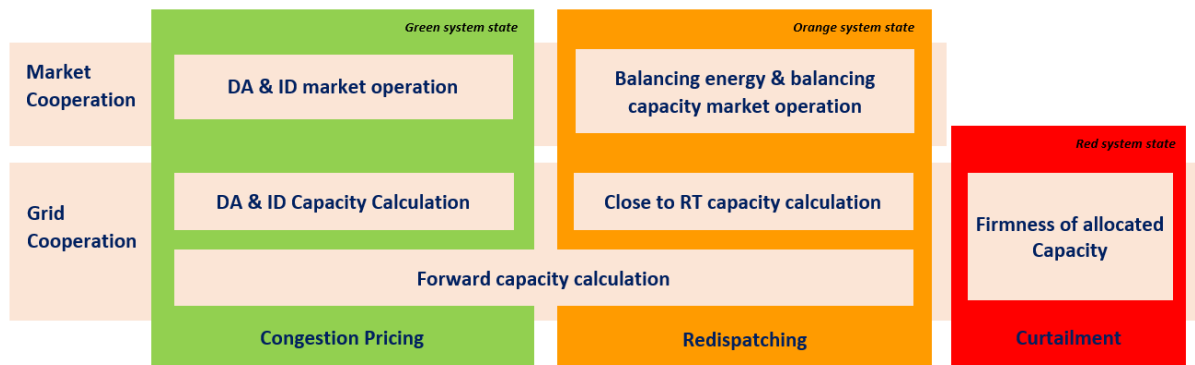 Green system state
Orange system state
Market
Cooperation
DA & ID market operation
Balancing energy & balancing
capacity market operation
Red system state
Grid
Cooperation
DA & ID Capacity Calculation
Close to RT capacity calculation
Firmness of allocated
Capacity
Forward capacity calculation
Congestion Pricing
Redispatching
Curtailment